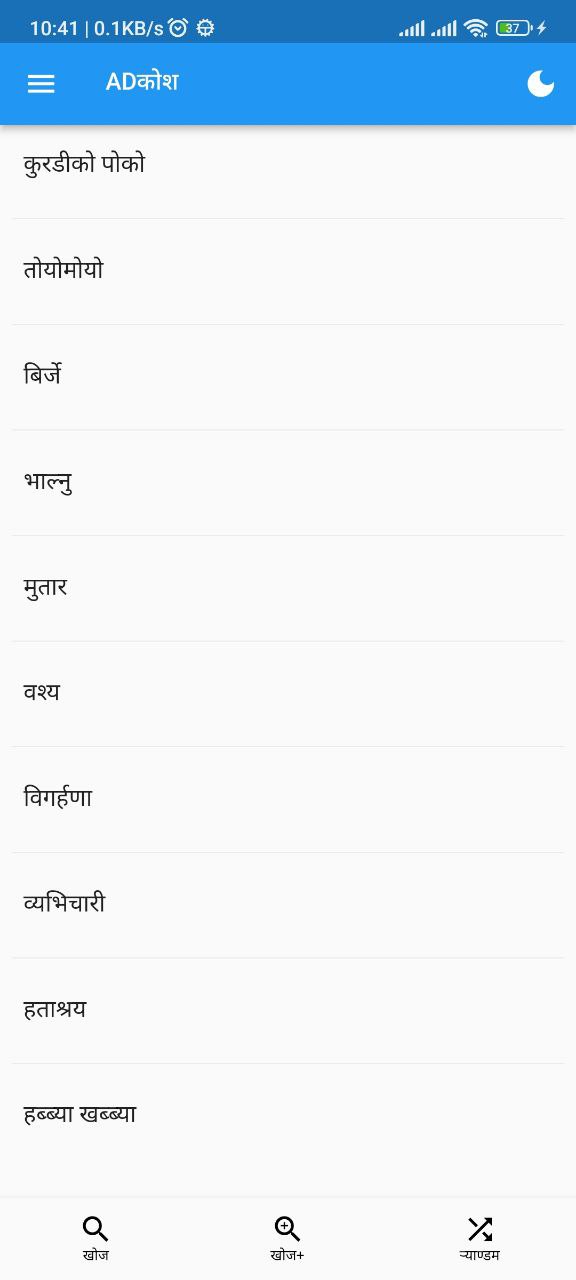 10:41 | 0.1KB/s
37
ADकोश
कुरडीको पोको
तोयोमोयो
बिर्जे
भाल्नु
मुतार
वश्य
विगर्हणा
व्यभिचारी
हताश्रय
हब्ब्या खब्ब्या
खोज
खोज+
ऱ्याण्डम